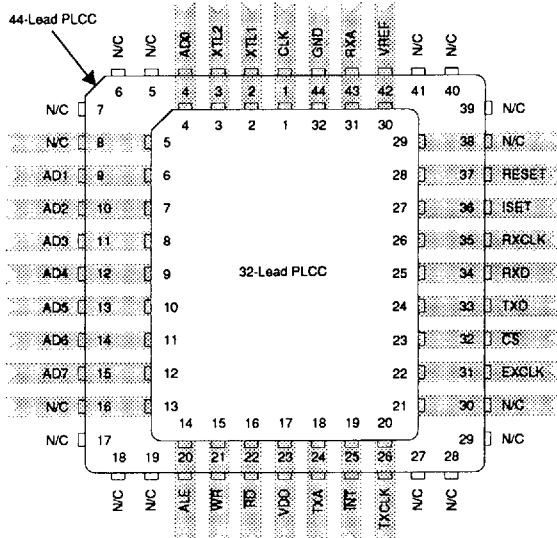 44-Lead PLCC
N/C N/C AD0 XTL2 XTL1 CLK GND RXA VREF N/C N/C
6 5 4 3 2 1 44 43 42 41 40
4 3 2 1 32 31 30
N/C 7 39 N/C
N/C 8 5 29 38 N/C
AD1 9 6 28 37 RESET
AD2 10 7 27 36 ISET
AD3 11 8 26 35 RXCLK
AD4 12 9 32-Lead PLCC 25 34 RXD
AD5 13 10 24 33 TXD
AD6 14 11 23 32 C̅S̅
AD7 15 12 22 31 EXCLK
N/C 16 13 21 30 N/C
14 15 16 17 18 19 20
N/C 17 29 N/C
18 19 20 21 22 23 24 25 26 27 28
N/C N/C ALE W̅R̅ R̅D̅ VDD TXA I̅N̅T̅ TXCLK N/C N/C